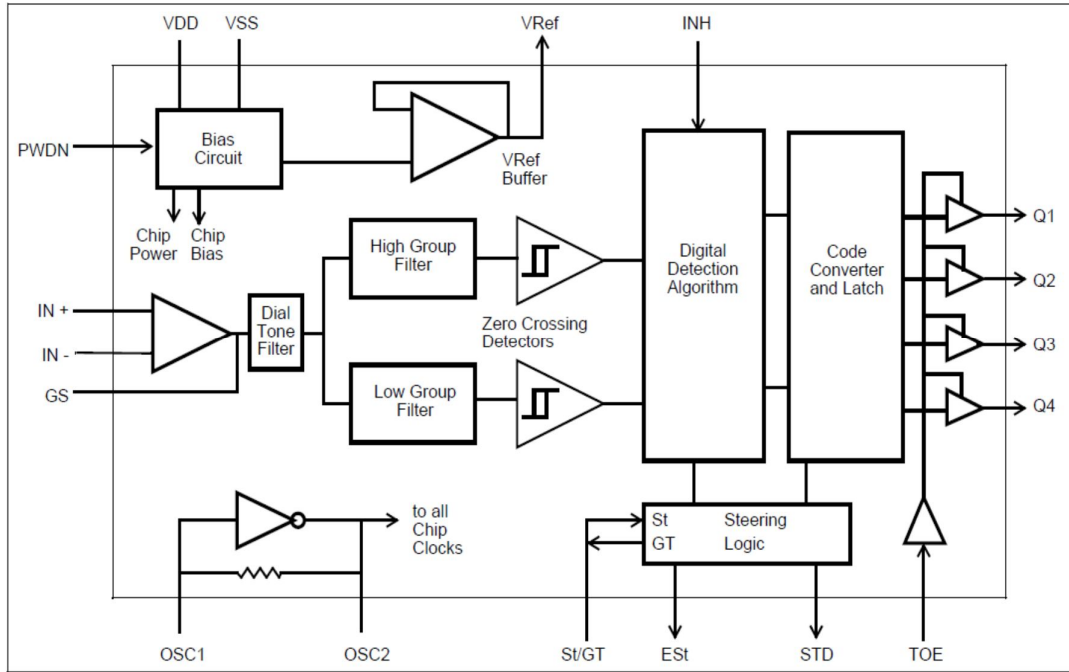 VDD
VSS
VRef
INH
PWDN
Bias
Circuit
VRef
Buffer
Chip
Power
Chip
Bias
High Group
Filter
Digital
Detection
Algorithm
Code
Converter
and Latch
Q1
Q2
Q3
Q4
IN +
IN -
GS
Dial
Tone
Filter
Zero Crossing
Detectors
Low Group
Filter
to all
Chip
Clocks
St
GT
Steering
Logic
OSC1
OSC2
St/GT
ESt
STD
TOE